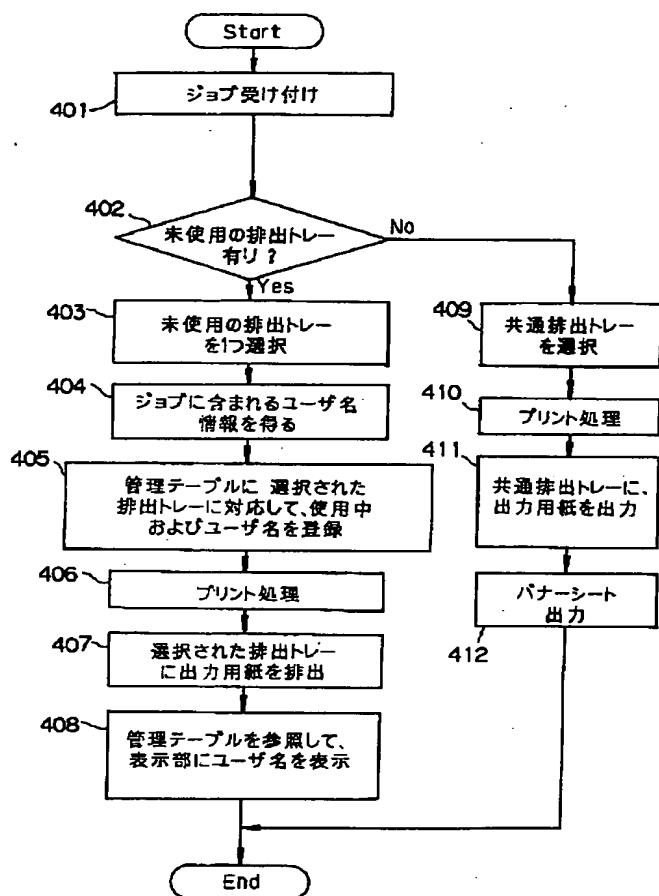 Start
401
ジョブ受け付け
402
未使用の排出トレー
有り?
No
Yes
403
未使用の排出トレー
を1つ選択
404
ジョブに含まれるユーザ名
情報を得る
405
管理テーブルに 選択された
排出トレーに対応して、使用中
およびユーザ名を登録
406
プリント処理
407
選択された排出トレー
に出力用紙を排出
408
管理テーブルを参照して、
表示部にユーザ名を表示
409
共通排出トレー
を選択
410
プリント処理
411
共通排出トレーに、
出力用紙を出力
バナーシート
出力
412
End